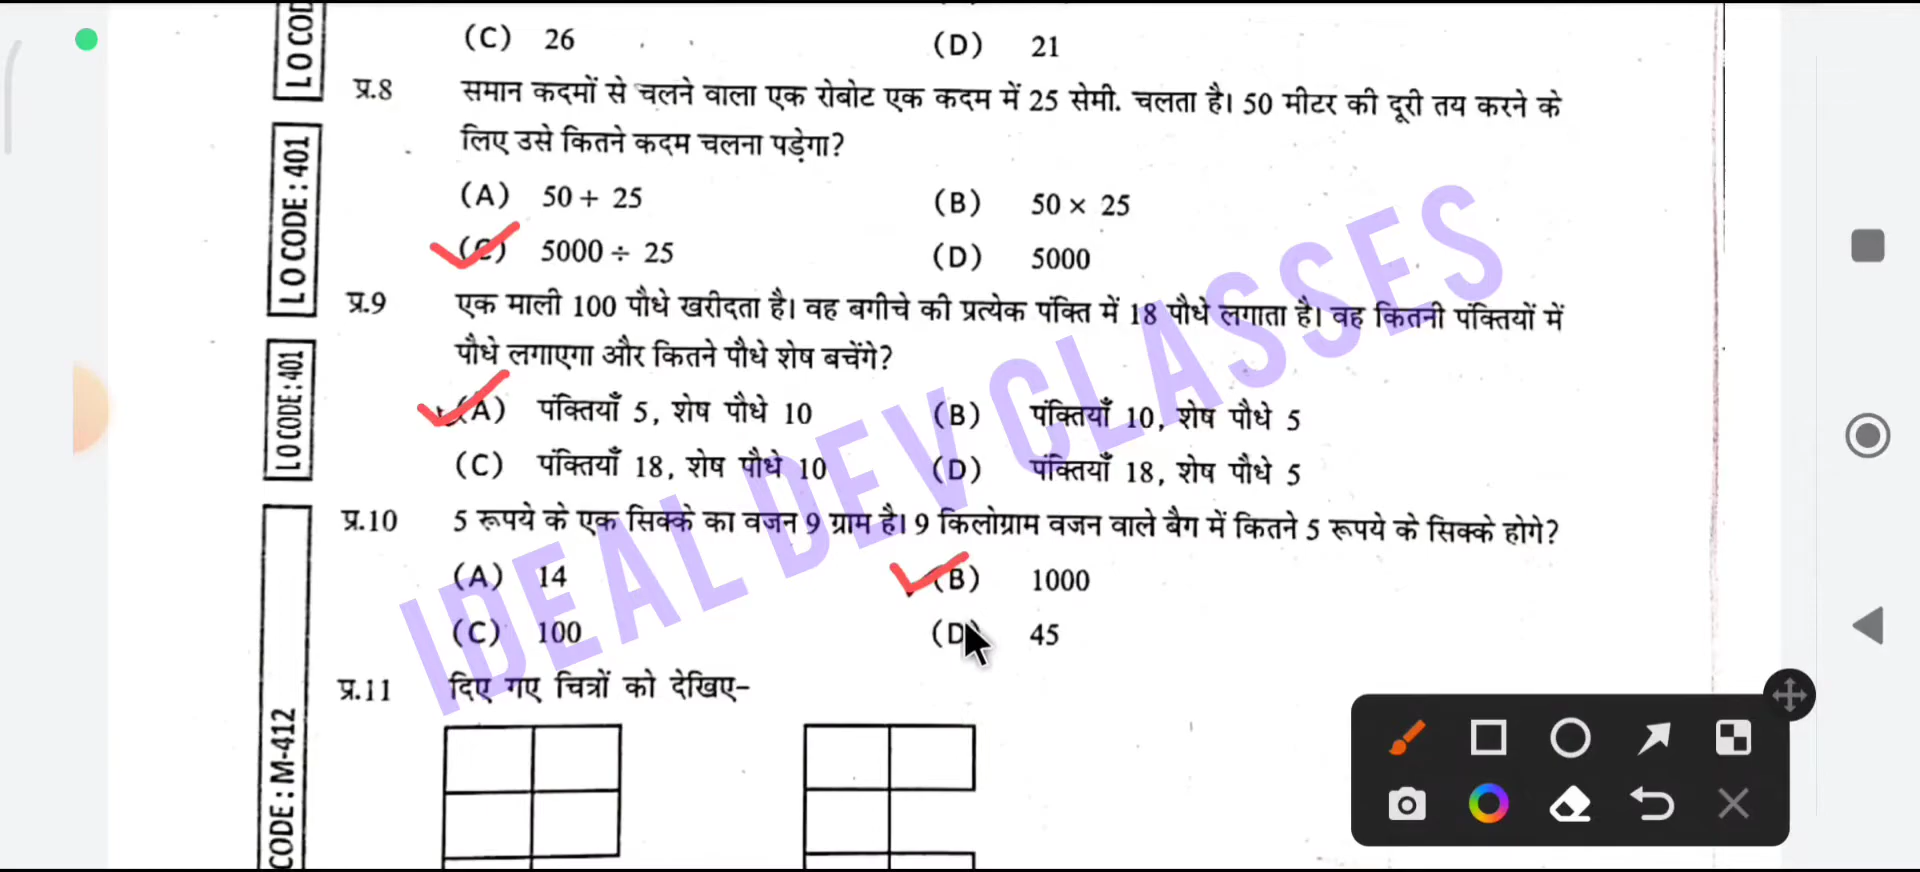 LO COD
(C) 26
(D) 21
प्र.8 समान कदमों से चलने वाला एक रोबोट एक कदम में 25 सेमी. चलता है। 50 मीटर की दूरी तय करने के
लिए उसे कितने कदम चलना पड़ेगा?
LO CODE : 401
(A) 50 + 25
(B) 50 × 25
(C) 5000 ÷ 25
(D) 5000
प्र.9 एक माली 100 पौधे खरीदता है। वह बगीचे की प्रत्येक पंक्ति में 18 पौधे लगाता है। वह कितनी पंक्तियों में
पौधे लगाएगा और कितने पौधे शेष बचेंगे?
LO CODE : 401
(A) पंक्तियाँ 5, शेष पौधे 10
(B) पंक्तियाँ 10, शेष पौधे 5
(C) पंक्तियाँ 18, शेष पौधे 10
(D) पंक्तियाँ 18, शेष पौधे 5
प्र.10 5 रूपये के एक सिक्के का वजन 9 ग्राम है। 9 किलोग्राम वजन वाले बैग में कितने 5 रूपये के सिक्के होगे?
(A) 14
(B) 1000
(C) 100
(D) 45
प्र.11 दिए गए चित्रों को देखिए-
CODE : M-412
IDEAL DEV CLASSES